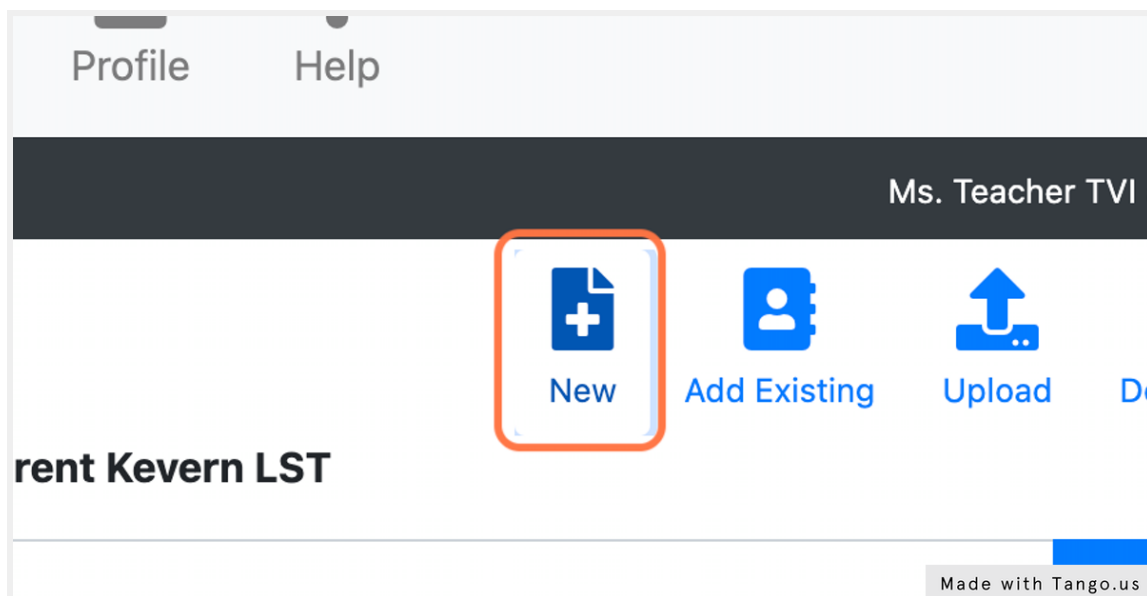 Profile Help
Ms. Teacher TVI
New Add Existing Upload
rent Kevern LST
Made with Tango.us